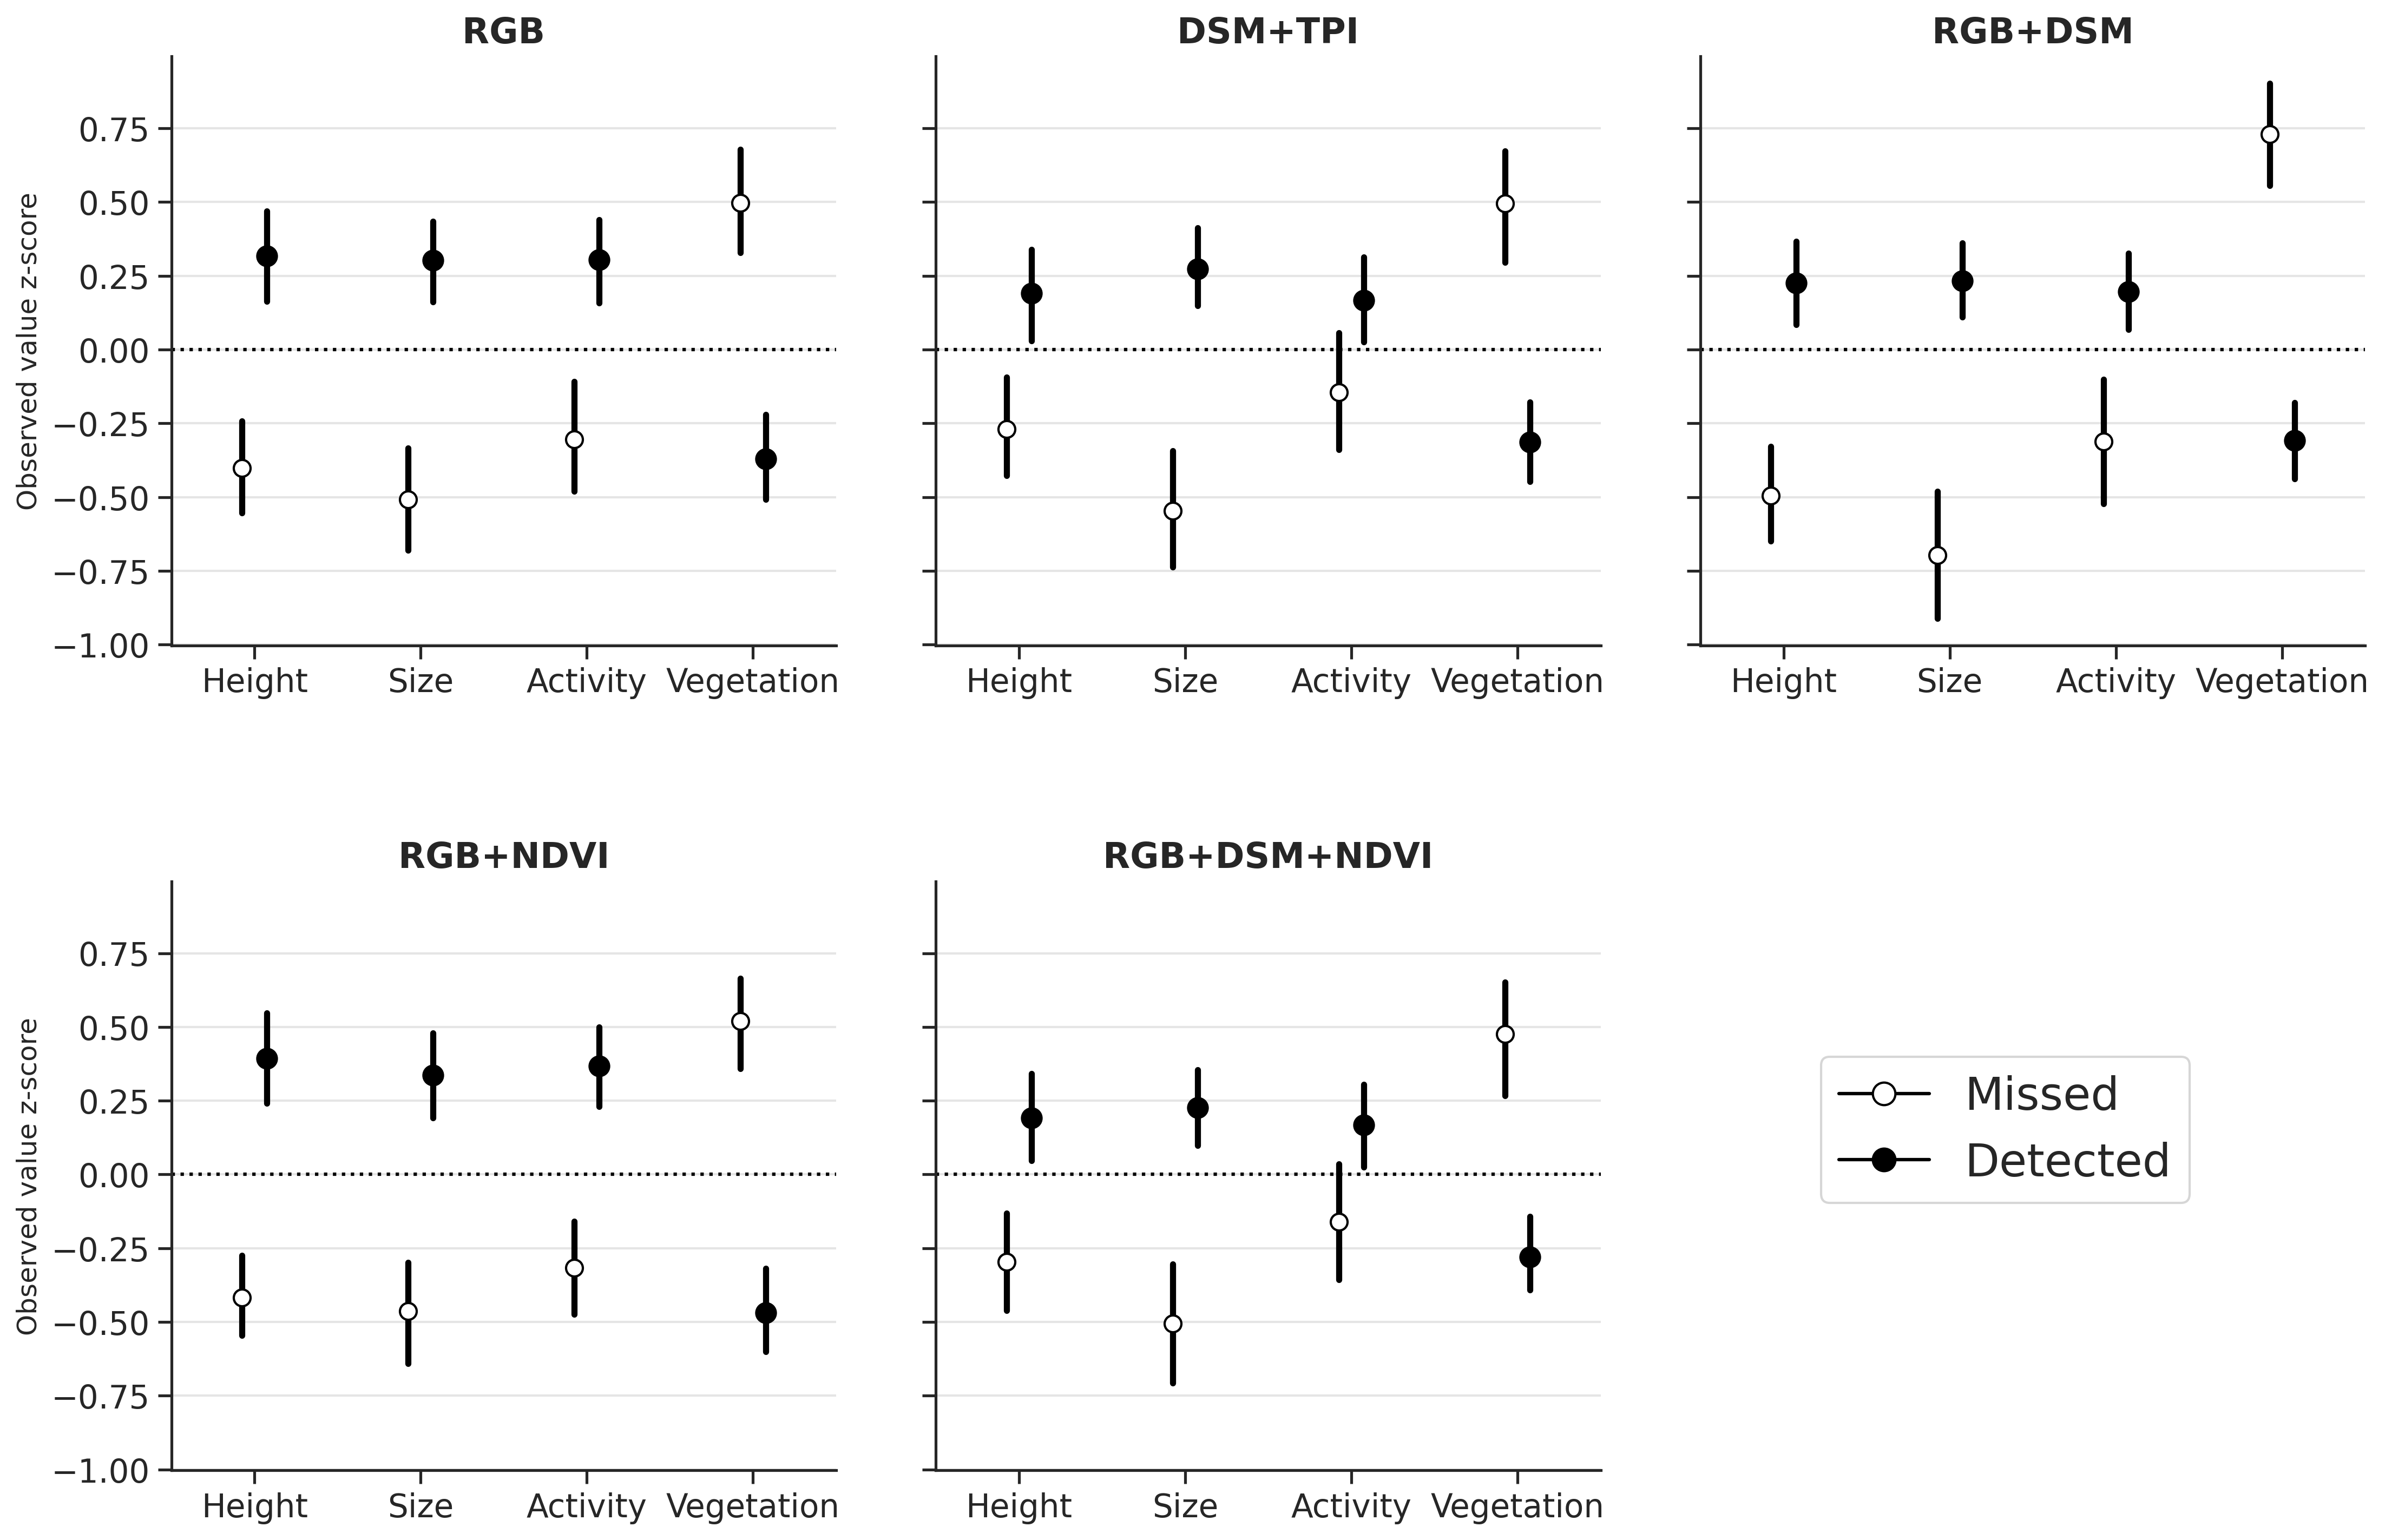 RGB
DSM+TPI
RGB+DSM
Observed value z-score
0.75
0.50
0.25
0.00
−0.25
−0.50
−0.75
−1.00
Height Size Activity Vegetation
Height Size Activity Vegetation
Height Size Activity Vegetation
RGB+NDVI
RGB+DSM+NDVI
Observed value z-score
0.75
0.50
0.25
0.00
−0.25
−0.50
−0.75
−1.00
Height Size Activity Vegetation
Height Size Activity Vegetation
Missed
Detected